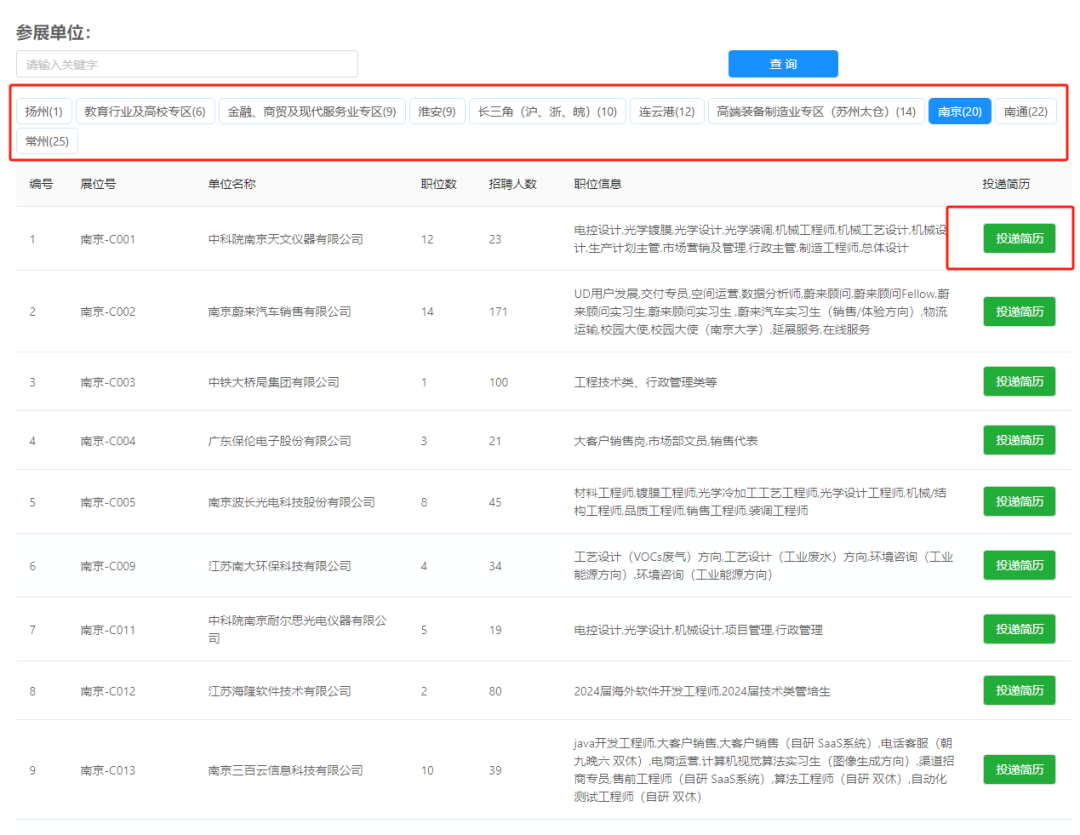 参展单位：
请输入关键字
查 询
扬州(1) 教育行业及高校专区(6) 金融、商贸及现代服务业专区(9) 淮安(9) 长三角（沪、浙、皖）(10) 连云港(12) 高端装备制造业专区（苏州太仓）(14) 南京(20) 南通(22)
常州(25)
编号 展位号 单位名称 职位数 招聘人数 职位信息 投递简历
1 南京-C001 中科院南京天文仪器有限公司 12 23 电控设计,光学镀膜,光学设计,光学装调,机械工程师,机械工艺设计,机械设
计,生产计划主管,市场营销及管理,行政主管,制造工程师,总体设计
投递简历
2 南京-C002 南京蔚来汽车销售有限公司 14 171 UD用户发展,交付专员,空间运营,数据分析师,蔚来顾问,蔚来顾问Fellow,蔚
来顾问实习生,蔚来顾问实习生 ,蔚来汽车实习生（销售/体验方向）,物流
运输,校园大使,校园大使（南京大学）,延展服务,在线服务
投递简历
3 南京-C003 中铁大桥局集团有限公司 1 100 工程技术类、行政管理类等 投递简历
4 南京-C004 广东保伦电子股份有限公司 3 21 大客户销售岗,市场部文员,销售代表 投递简历
5 南京-C005 南京波长光电科技股份有限公司 8 45 材料工程师,镀膜工程师,光学冷加工工艺工程师,光学设计工程师,机械/结
构工程师,品质工程师,销售工程师,装调工程师
投递简历
6 南京-C009 江苏南大环保科技有限公司 4 34 工艺设计（VOCs废气）方向,工艺设计（工业废水）方向,环境咨询（工业
能源方向）,环境咨询（工业能源方向）
投递简历
7 南京-C011 中科院南京耐尔思光电仪器有限公
司
5 19 电控设计,光学设计,机械设计,项目管理,行政管理 投递简历
8 南京-C012 江苏海隆软件技术有限公司 2 80 2024届海外软件开发工程师,2024届技术类管培生 投递简历
9 南京-C013 南京三百云信息科技有限公司 10 39 java开发工程师,大客户销售,大客户销售（自研 SaaS系统）,电话客服（朝
九晚六 双休）,电商运营,计算机视觉算法实习生（图像生成方向）,渠道招
商专员,售前工程师（自研 SaaS系统）,算法工程师（自研 双休）,自动化
测试工程师（自研 双休）
投递简历